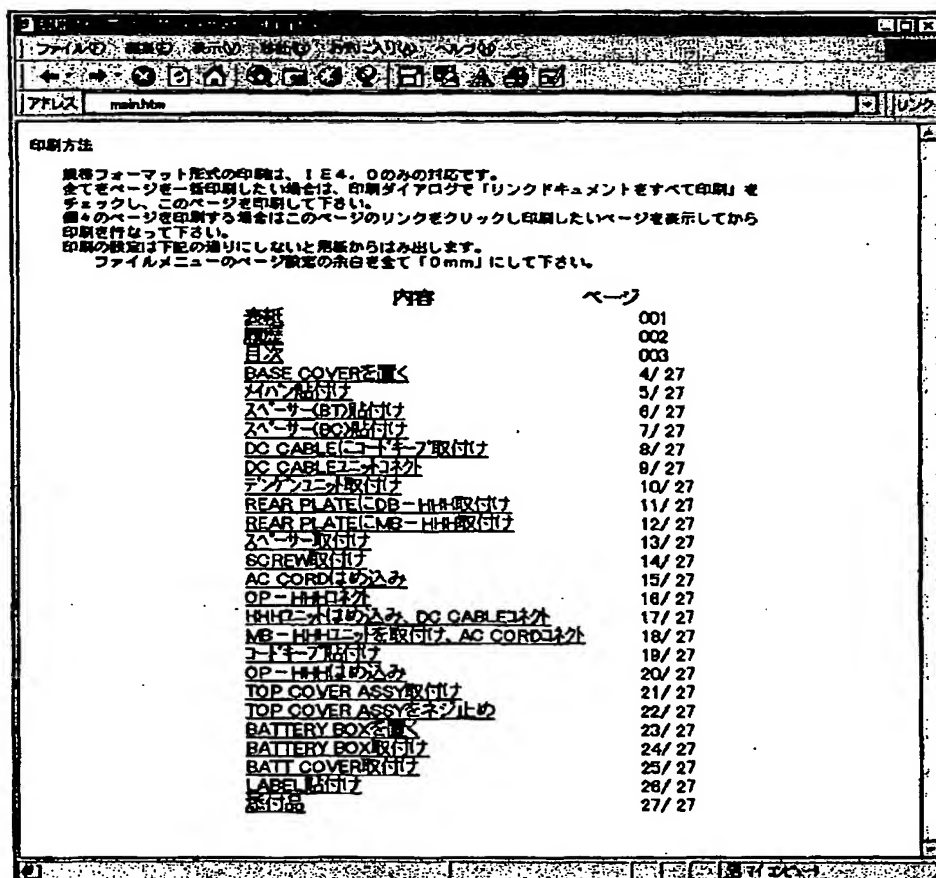 ファイル(F) 編集(E) 表示(V) 移動(G) お気に入り(A) ヘルプ(H)
アドレス main.htm リンク
印刷方法
規格フォーマット形式の印刷は、IE4.0のみの対応です。
全てをページを一括印刷したい場合は、印刷ダイアログで「リンクドキュメントをすべて印刷」を
チェックし、このページを印刷して下さい。
個々のページを印刷する場合はこのページのリンクをクリックし印刷したいページを表示してから
印刷を行なって下さい。
印刷の設定は下記の通りにしないと用紙からはみ出します。
ファイルメニューのページ設定の余白を全て「0mm」にして下さい。
内容 ページ
表紙 001
履歴 002
目次 003
BASE COVERを置く 4/ 27
メイバン貼付け 5/ 27
スペーサー(BT)貼付け 6/ 27
スペーサー(BC)貼付け 7/ 27
DC CABLEにコードキープ取付け 8/ 27
DC CABLEユニットコネクト 9/ 27
デンゲンユニット取付け 10/ 27
REAR PLATEにDB-HHH取付け 11/ 27
REAR PLATEにMB-HHH取付け 12/ 27
スペーサー取付け 13/ 27
SCREW取付け 14/ 27
AC CORDはめ込み 15/ 27
OP-HHHコネクト 16/ 27
HHHユニットはめ込み、DC CABLEコネクト 17/ 27
MB-HHHユニットを取付け、AC CORDコネクト 18/ 27
コードキープ貼付け 19/ 27
OP-HHHはめ込み 20/ 27
TOP COVER ASSY取付け 21/ 27
TOP COVER ASSYをネジ止め 22/ 27
BATTERY BOXを置く 23/ 27
BATTERY BOX取付け 24/ 27
BATT COVER取付け 25/ 27
LABEL貼付け 26/ 27
添付品 27/ 27
マイ コンピュータ